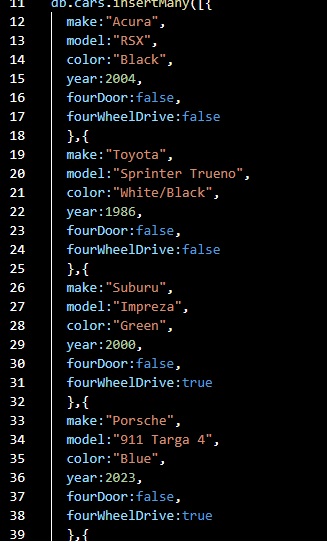 11 db.cars.insertMany([{
12 make:"Acura",
13 model:"RSX",
14 color:"Black",
15 year:2004,
16 fourDoor:false,
17 fourWheelDrive:false
18 },{
19 make:"Toyota",
20 model:"Sprinter Trueno",
21 color:"White/Black",
22 year:1986,
23 fourDoor:false,
24 fourWheelDrive:false
25 },{
26 make:"Suburu",
27 model:"Impreza",
28 color:"Green",
29 year:2000,
30 fourDoor:false,
31 fourWheelDrive:true
32 },{
33 make:"Porsche",
34 model:"911 Targa 4",
35 color:"Blue",
36 year:2023,
37 fourDoor:false,
38 fourWheelDrive:true
39 },{